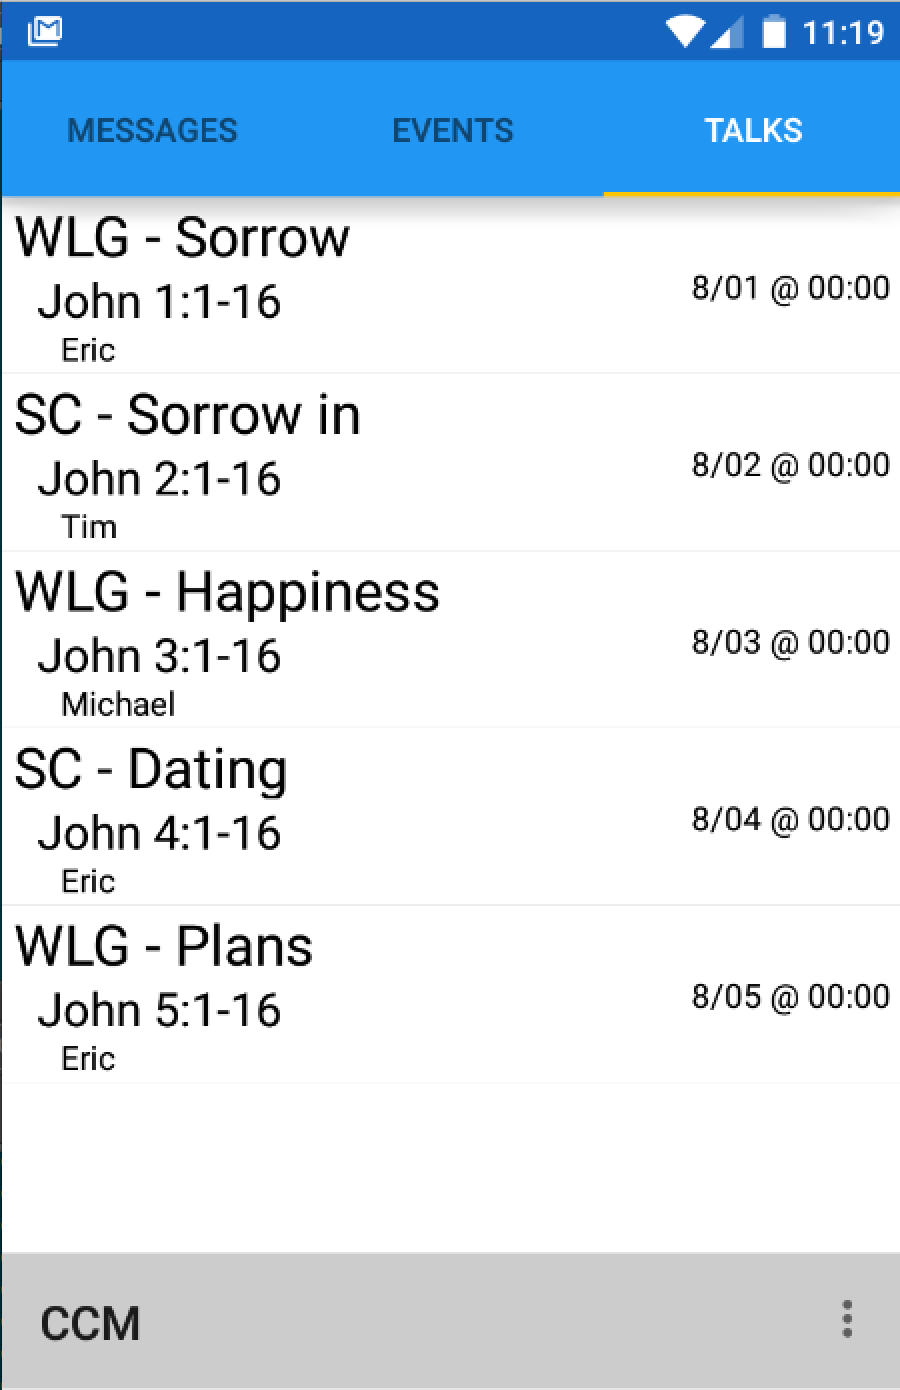 11:19
MESSAGES EVENTS TALKS
WLG - Sorrow
John 1:1-16
8/01 @ 00:00
Eric
SC - Sorrow in
John 2:1-16
8/02 @ 00:00
Tim
WLG - Happiness
John 3:1-16
8/03 @ 00:00
Michael
SC - Dating
John 4:1-16
8/04 @ 00:00
Eric
WLG - Plans
John 5:1-16
8/05 @ 00:00
Eric
CCM